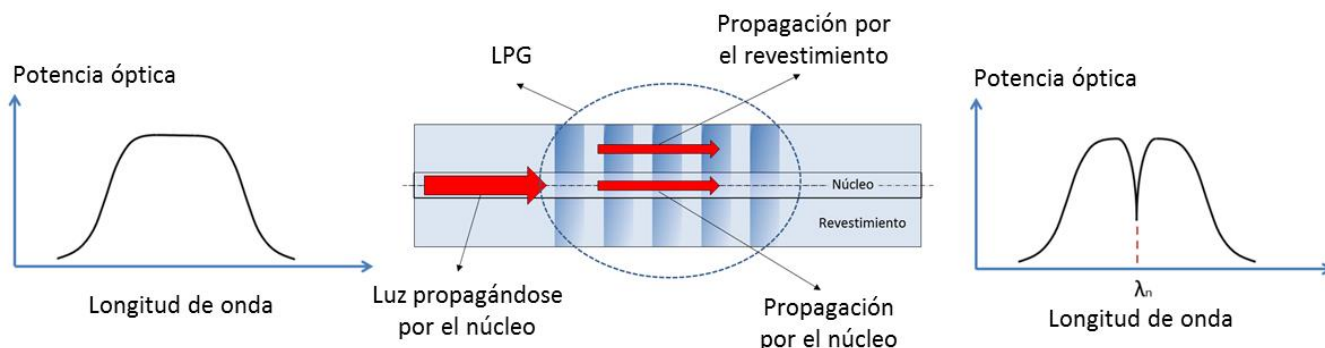 Potencia óptica
Longitud de onda
LPG
Propagación por
el revestimiento
Núcleo
Revestimiento
Luz propagándose
por el núcleo
Propagación
por el núcleo
Potencia óptica
λn
Longitud de onda